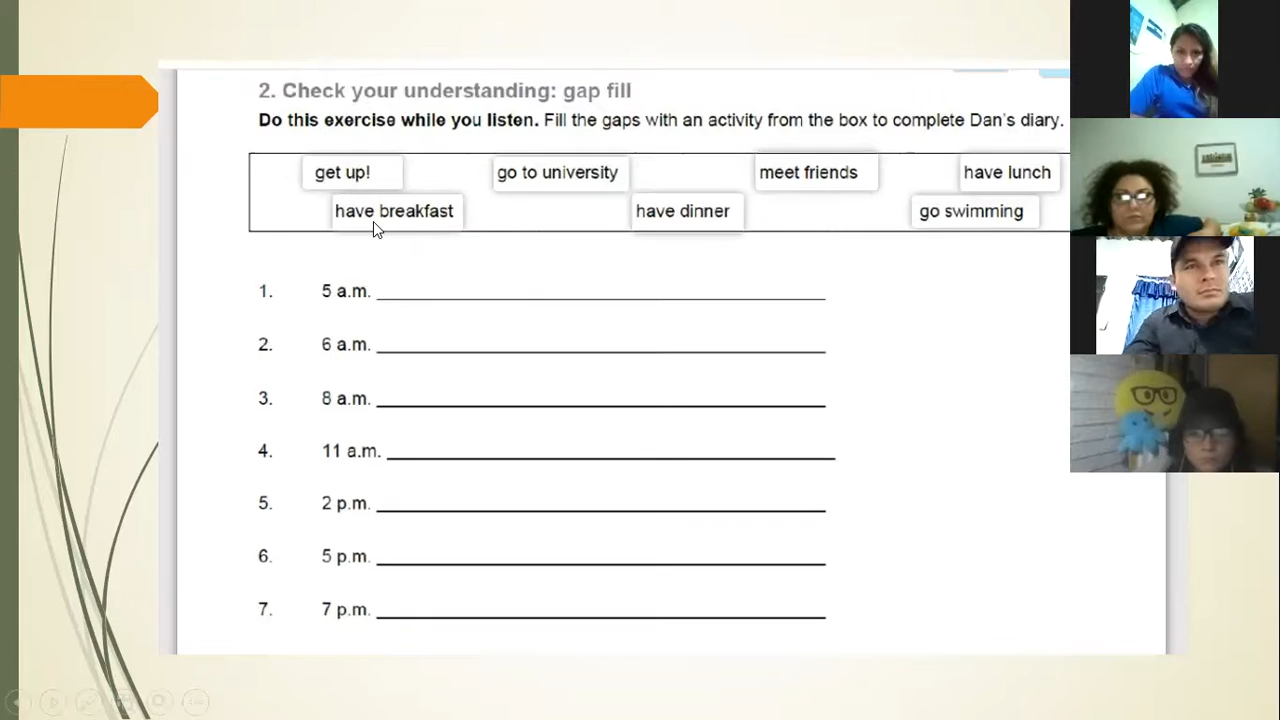 2. Check your understanding: gap fill
Do this exercise while you listen. Fill the gaps with an activity from the box to complete Dan's diary.
get up! go to university meet friends have lunch
have breakfast have dinner go swimming
1. 5 a.m.
2. 6 a.m.
3. 8 a.m.
4. 11 a.m.
5. 2 p.m.
6. 5 p.m.
7. 7 p.m.